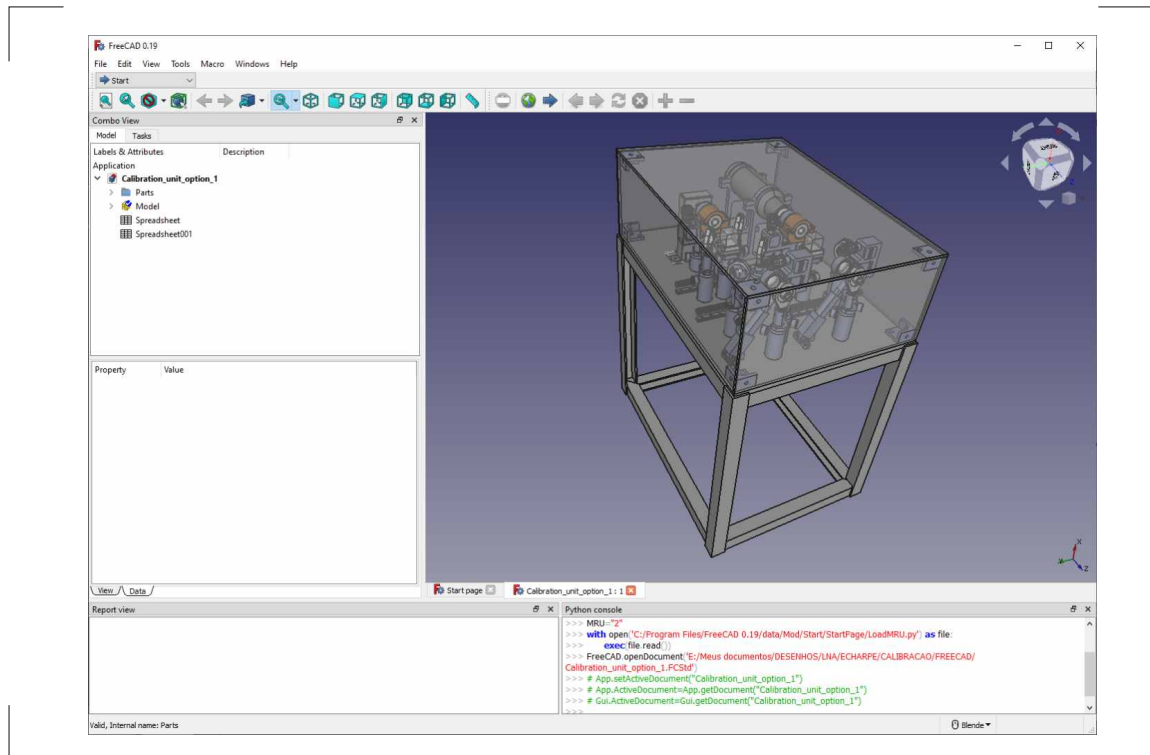 FreeCAD 0.19
File Edit View Tools Macro Windows Help
Start
Combo View
Model Tasks
Labels & Attributes Description
Application
Calibration_unit_option_1
Parts
Model
Spreadsheet
Spreadsheet001
Property Value
View Data
Start page Calibration_unit_option_1 : 1
Report view
Python console
>>> MRU="2"
>>> with open('C:/Program Files/FreeCAD 0.19/data/Mod/Start/StartPage/LoadMRU.py') as file:
>>> exec(file.read())
>>> FreeCAD.openDocument('E:/Meus documentos/DESENHOS/LNA/ECHARPE/CALIBRACAO/FREECAD/
Calibration_unit_option_1.FCStd')
>>> # App.setActiveDocument("Calibration_unit_option_1")
>>> # App.ActiveDocument=App.getDocument("Calibration_unit_option_1")
>>> # Gui.ActiveDocument=Gui.getDocument("Calibration_unit_option_1")
>>>
Valid, Internal name: Parts
Blende
X
Y
Z